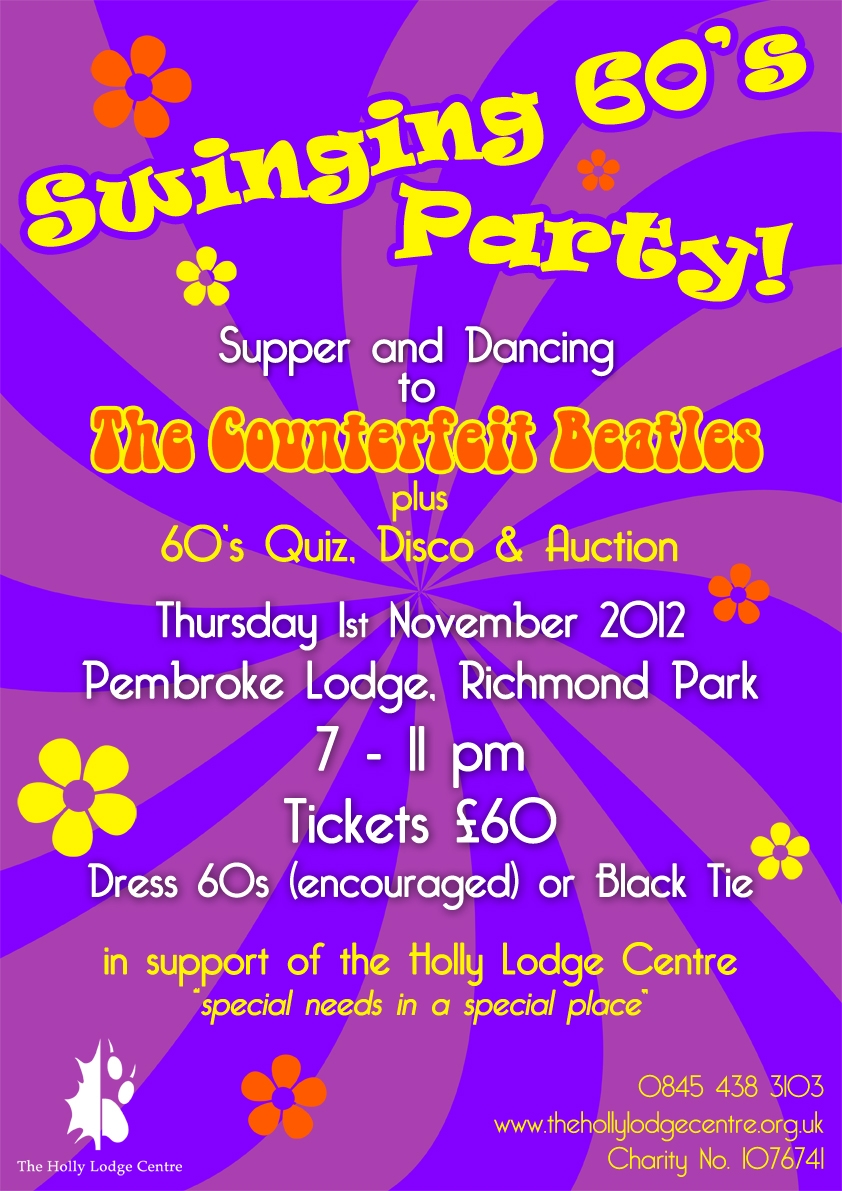 Swinging 60's
Party!
Supper and Dancing
to
The Counterfeit Beatles
plus
60's Quiz, Disco & Auction
Thursday 1st November 2012
Pembroke Lodge, Richmond Park
7 - 11 pm
Tickets £60
Dress 60s (encouraged) or Black Tie
in support of the Holly Lodge Centre
"special needs in a special place"
0845 438 3103
www.thehollylodgecentre.org.uk
Charity No. 1076741
The Holly Lodge Centre